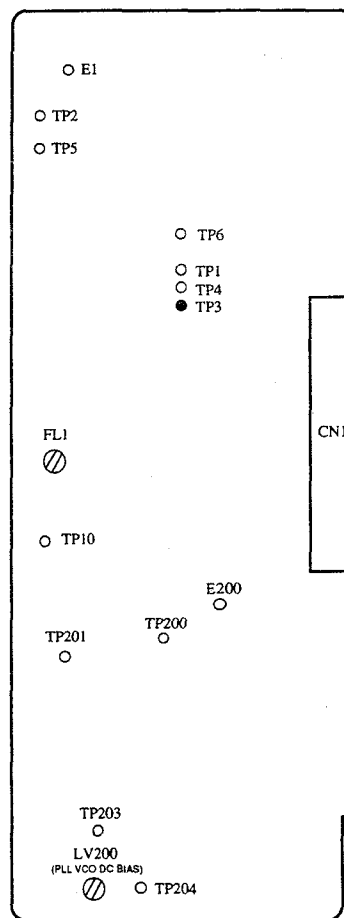 E1
TP2
TP5
TP6
TP1
TP4
TP3
CN1
FL1
TP10
E200
TP200
TP201
TP203
LV200
(PLL VCO DC BIAS)
TP204